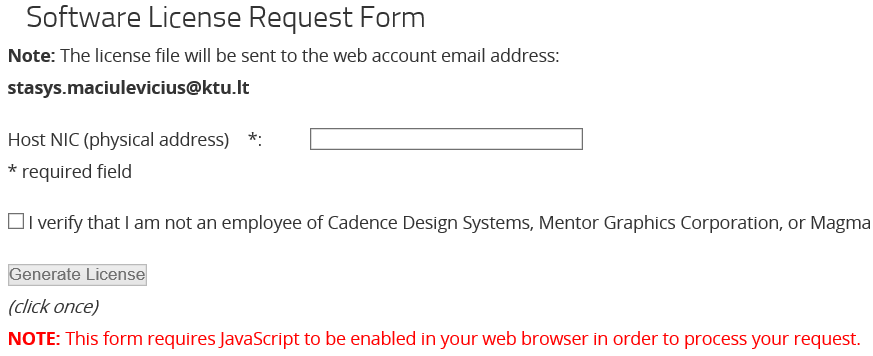 Software License Request Form
Note: The license file will be sent to the web account email address:
stasys.maciulevicius@ktu.lt
Host NIC (physical address) *:
* required field
I verify that I am not an employee of Cadence Design Systems, Mentor Graphics Corporation, or Magma
Generate License
(click once)
NOTE: This form requires JavaScript to be enabled in your web browser in order to process your request.